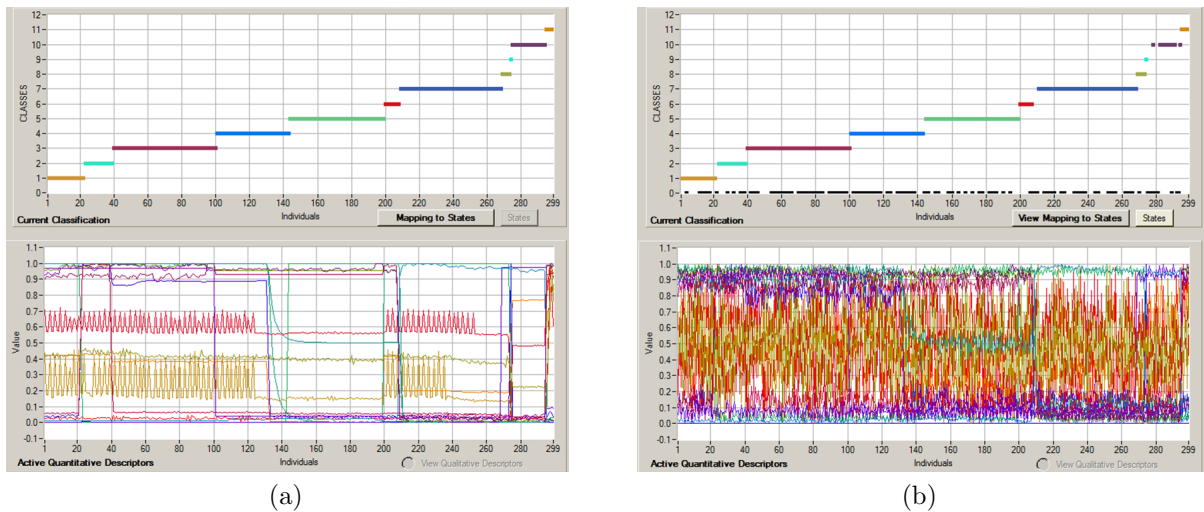 12
11
10
9
8
7
6
5
4
3
2
1
0
CLASSES
1 20 40 60 80 100 120 140 160 180 200 220 240 260 280 299
Individuals
Current Classification
Mapping to States
States
1.1
1.0
0.9
0.8
0.7
0.6
0.5
0.4
0.3
0.2
0.1
0.0
-0.1
Value
1 20 40 60 80 100 120 140 160 180 200 220 240 260 280 299
Individuals
Active Quantitative Descriptors
View Qualitative Descriptors
(a)
12
11
10
9
8
7
6
5
4
3
2
1
0
CLASSES
1 20 40 60 80 100 120 140 160 180 200 220 240 260 280 299
Individuals
Current Classification
View Mapping to States
States
1.1
1.0
0.9
0.8
0.7
0.6
0.5
0.4
0.3
0.2
0.1
0.0
-0.1
Value
1 20 40 60 80 100 120 140 160 180 200 220 240 260 280 299
Individuals
Active Quantitative Descriptors
View Qualitative Descriptors
(b)